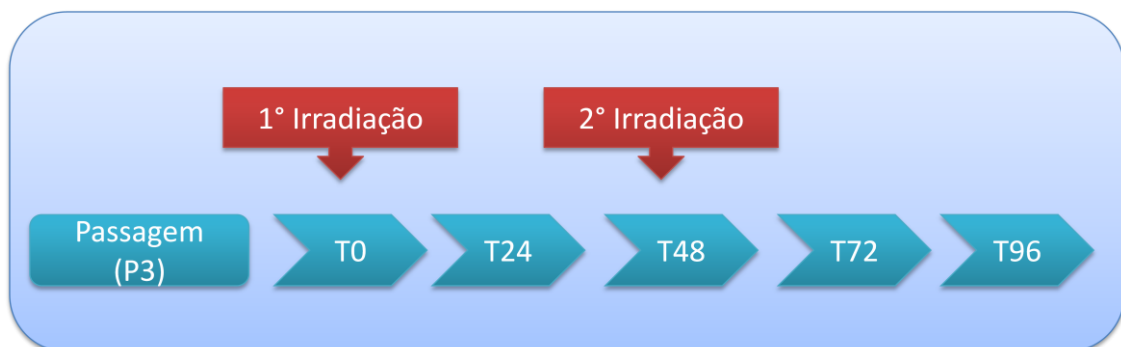 1° Irradiação
2° Irradiação
Passagem
(P3)
T0
T24
T48
T72
T96